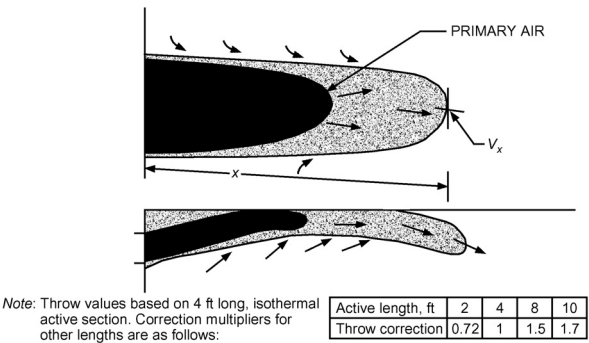 PRIMARY AIR
Vx
x
Note: Throw values based on 4 ft long, isothermal
active section. Correction multipliers for
other lengths are as follows:
Active length, ft 2 4 8 10
Throw correction 0.72 1 1.5 1.7